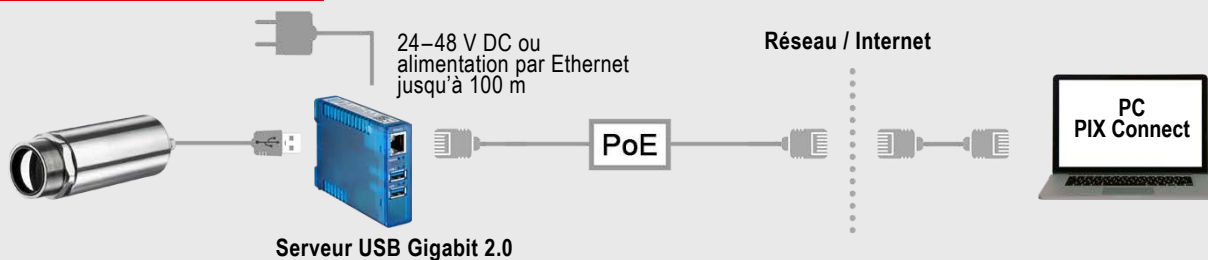 24–48 V DC ou
alimentation par Ethernet
jusqu'à 100 m
Réseau / Internet
PoE
PC
PIX Connect
Serveur USB Gigabit 2.0